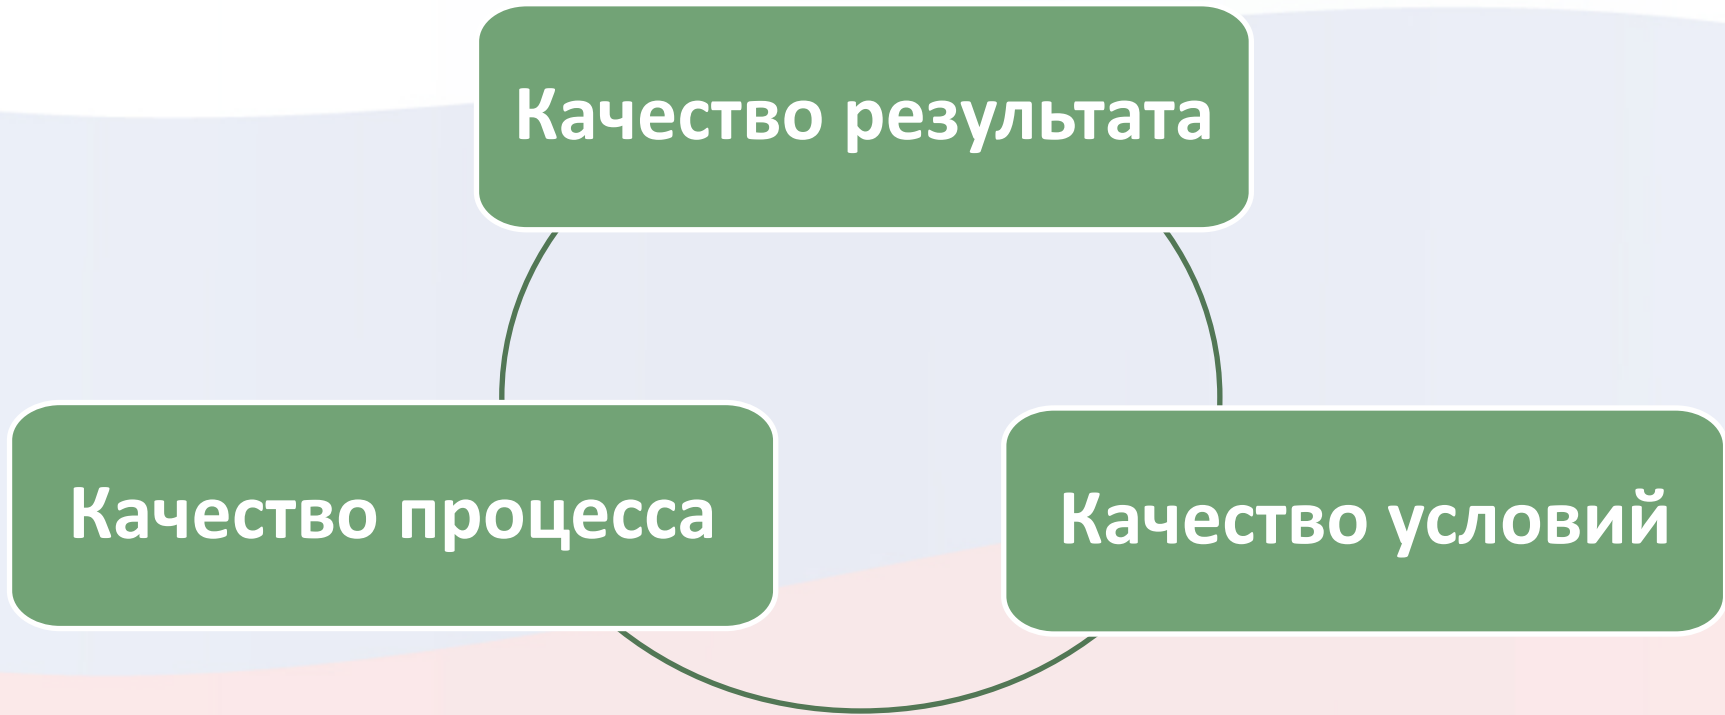 Качество результата
Качество процесса
Качество условий